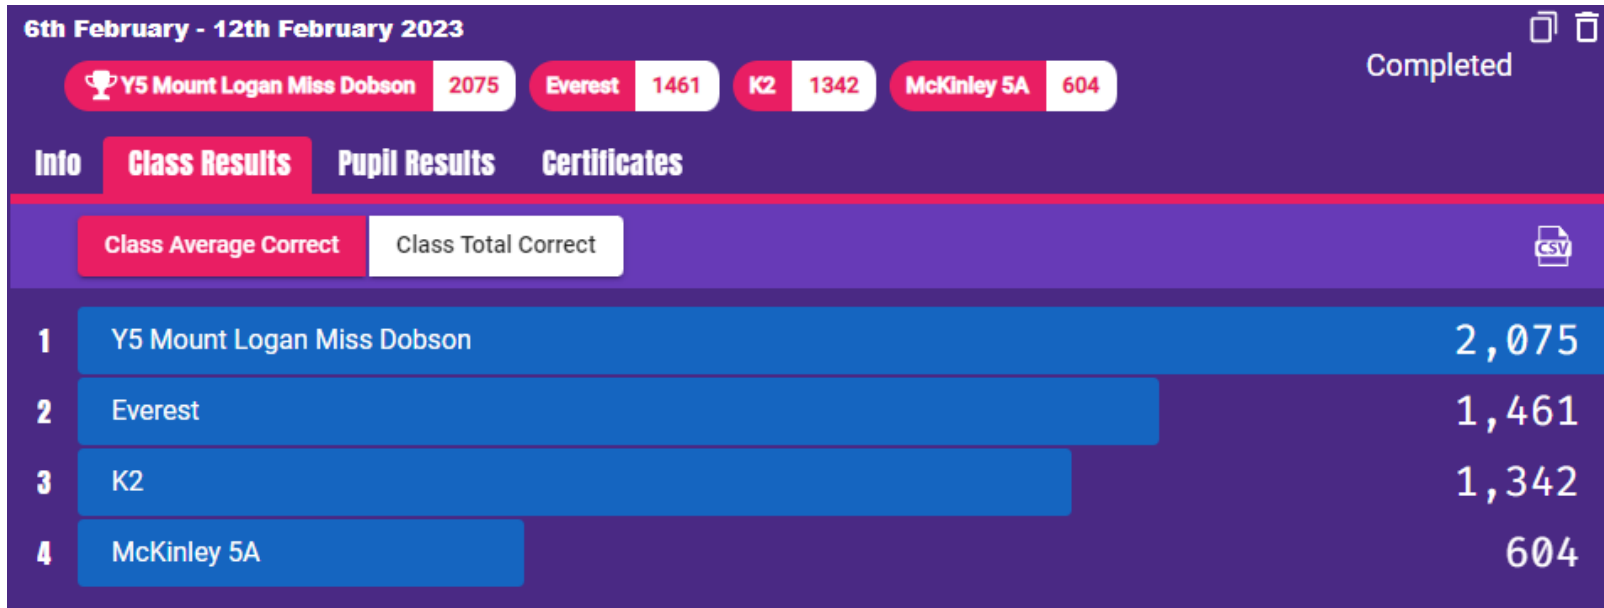 6th February - 12th February 2023
Completed
Y5 Mount Logan Miss Dobson 2075 Everest 1461 K2 1342 McKinley 5A 604
Info Class Results Pupil Results Certificates
Class Average Correct Class Total Correct CSV
1 Y5 Mount Logan Miss Dobson 2,075
2 Everest 1,461
3 K2 1,342
4 McKinley 5A 604